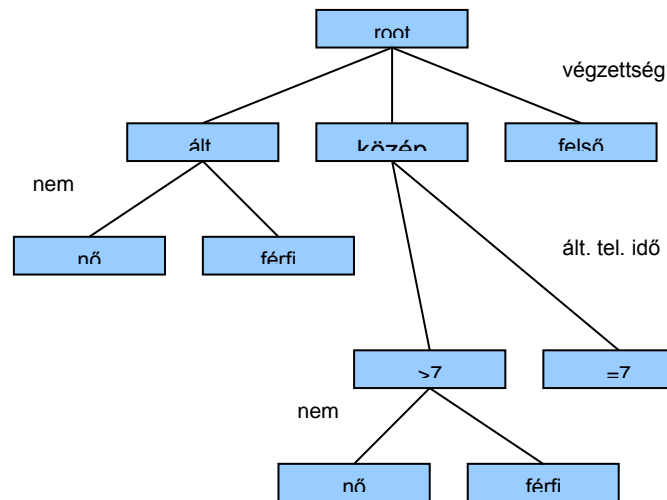 root
végzettség
ált
közép
felső
nem
nő
férfi
ált. tel. idő
>7
=7
nem
nő
férfi